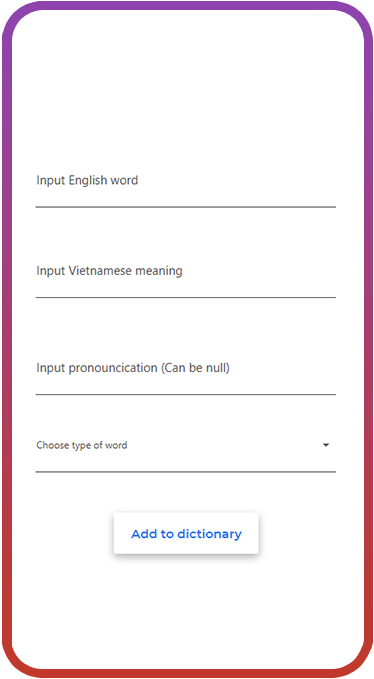 Input English word
Input Vietnamese meaning
Input pronouncication (Can be null)
Choose type of word
Add to dictionary